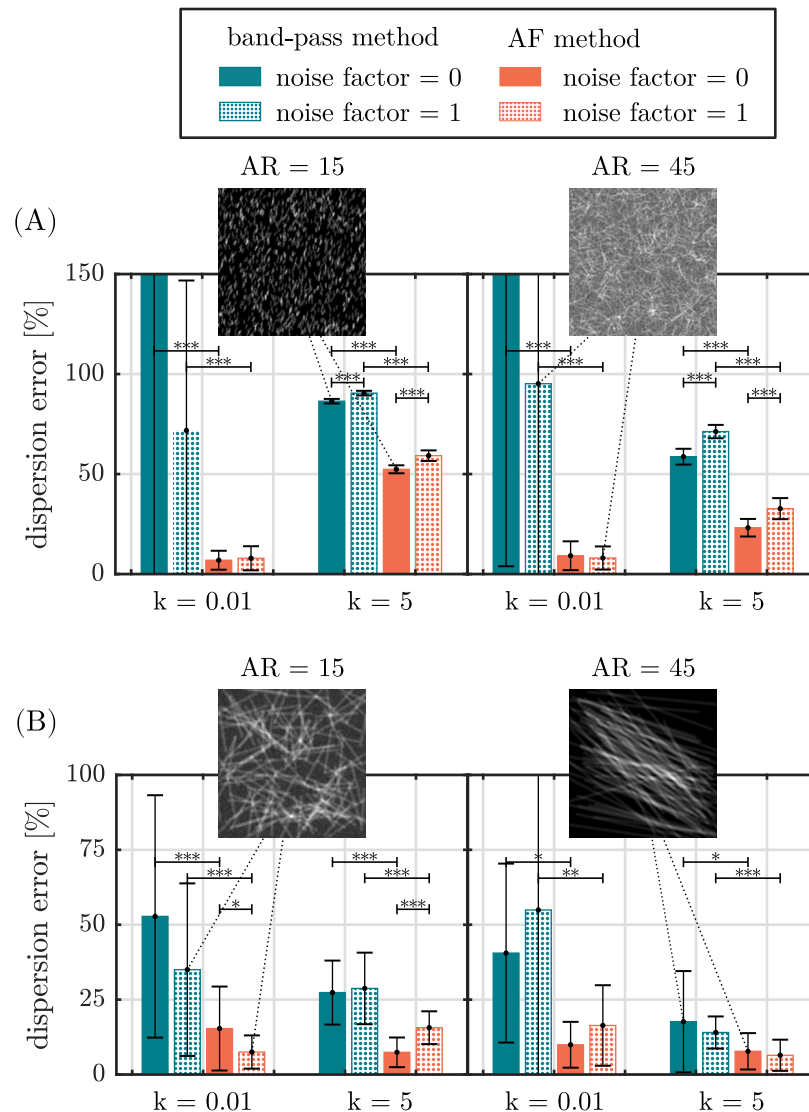 band-pass method AF method
noise factor = 0 noise factor = 0
noise factor = 1 noise factor = 1
AR = 15 AR = 45
(A)
dispersion error [%]
150
100
50
0
*** *** *** *** *** ***
*** *** *** *** *** ***
k = 0.01 k = 5 k = 0.01 k = 5
AR = 15 AR = 45
(B)
dispersion error [%]
100
75
50
25
0
*** *** * *
*** *** ** ***
* ***
k = 0.01 k = 5 k = 0.01 k = 5